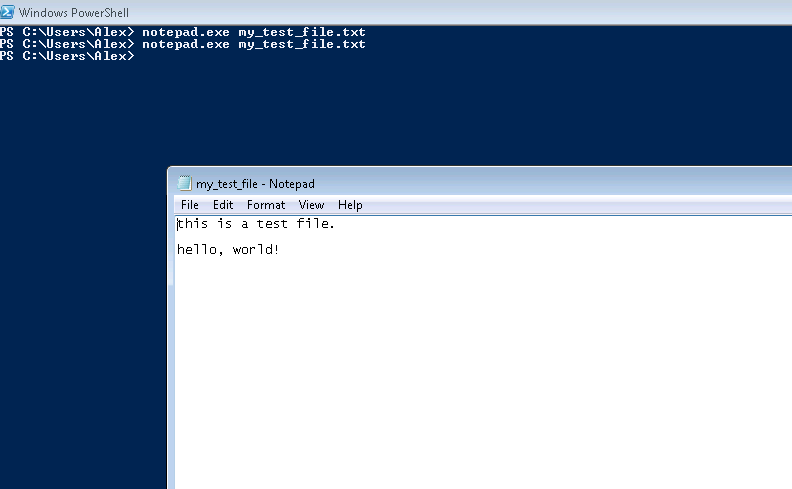 Windows PowerShell
PS C:\Users\Alex> notepad.exe my_test_file.txt
PS C:\Users\Alex> notepad.exe my_test_file.txt
PS C:\Users\Alex>
my_test_file - Notepad
File Edit Format View Help
this is a test file.
hello, world!